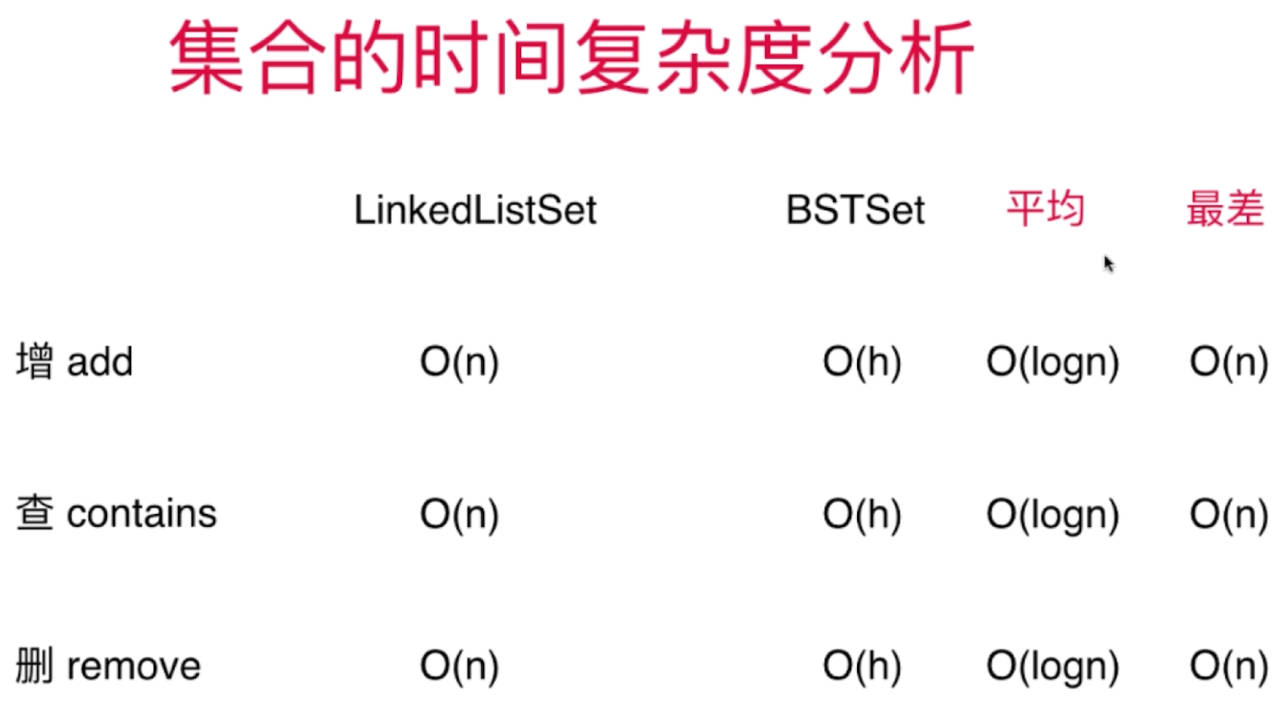 集合的时间复杂度分析
LinkedListSet BSTSet 平均 最差
增 add O(n) O(h) O(logn) O(n)
查 contains O(n) O(h) O(logn) O(n)
删 remove O(n) O(h) O(logn) O(n)